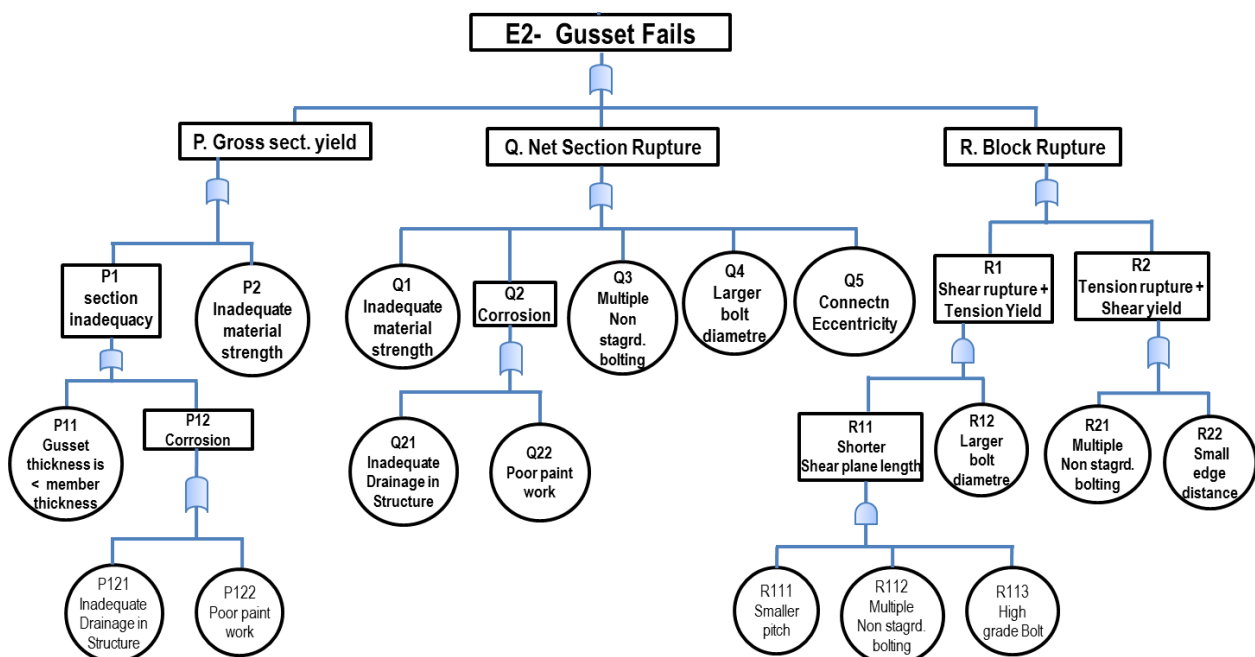 E2- Gusset Fails
P. Gross sect. yield
Q. Net Section Rupture
R. Block Rupture
P1
section
inadequacy
P2
Inadequate
material
strength
Q1
Inadequate
material
strength
Q2
Corrosion
Q3
Multiple
Non
stagrd.
bolting
Q4
Larger
bolt
diametre
Q5
Connectn
Eccentricity
R1
Shear rupture +
Tension Yield
R2
Tension rupture +
Shear yield
P11
Gusset
thickness is
< member
thickness
P12
Corrosion
Q21
Inadequate
Drainage in
Structure
Q22
Poor paint
work
R11
Shorter
Shear plane length
R12
Larger
bolt
diametre
R21
Multiple
Non stagrd.
bolting
R22
Small
edge
distance
P121
Inadequate
Drainage in
Structure
P122
Poor paint
work
R111
Smaller
pitch
R112
Multiple
Non stagrd.
bolting
R113
High
grade Bolt